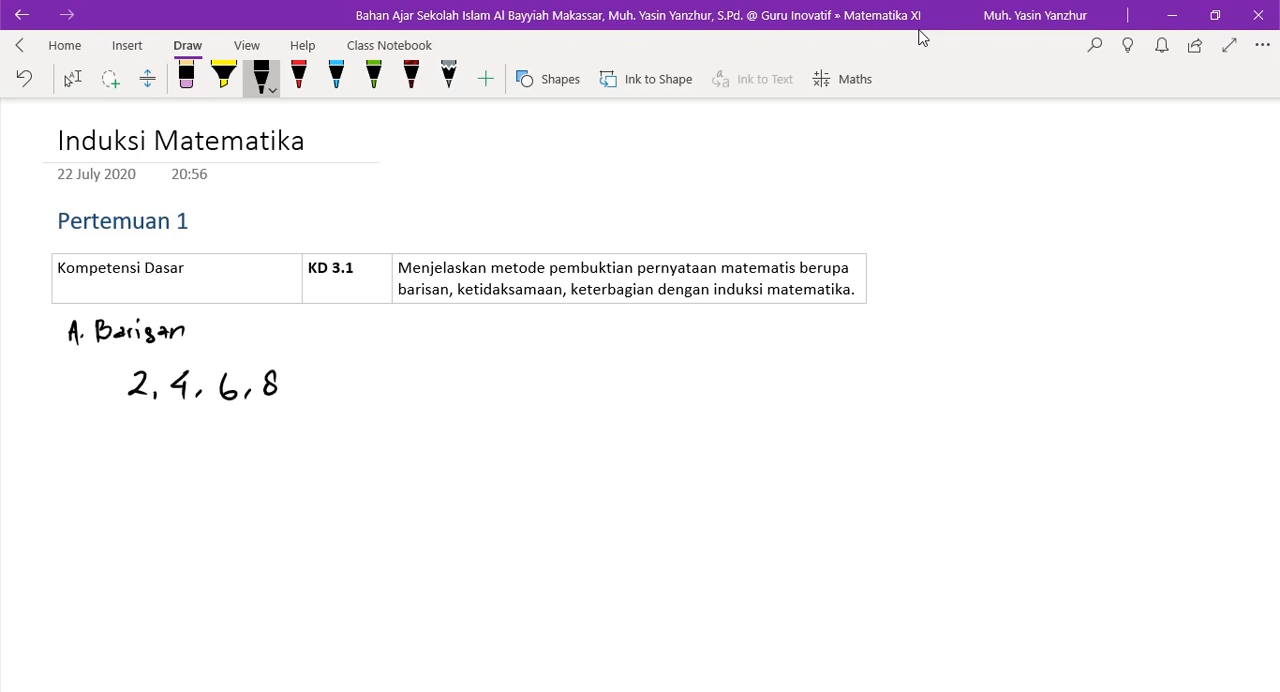 Bahan Ajar Sekolah Islam Al Bayyiah Makassar, Muh. Yasin Yanzhur, S.Pd. @ Guru Inovatif » Matematika XI
Muh. Yasin Yanzhur
Home Insert Draw View Help Class Notebook
Shapes Ink to Shape Ink to Text Maths
Induksi Matematika
22 July 2020 20:56
Pertemuan 1
Kompetensi Dasar KD 3.1 Menjelaskan metode pembuktian pernyataan matematis berupa
barisan, ketidaksamaan, keterbagian dengan induksi matematika.
A. Barisan
2, 4, 6, 8